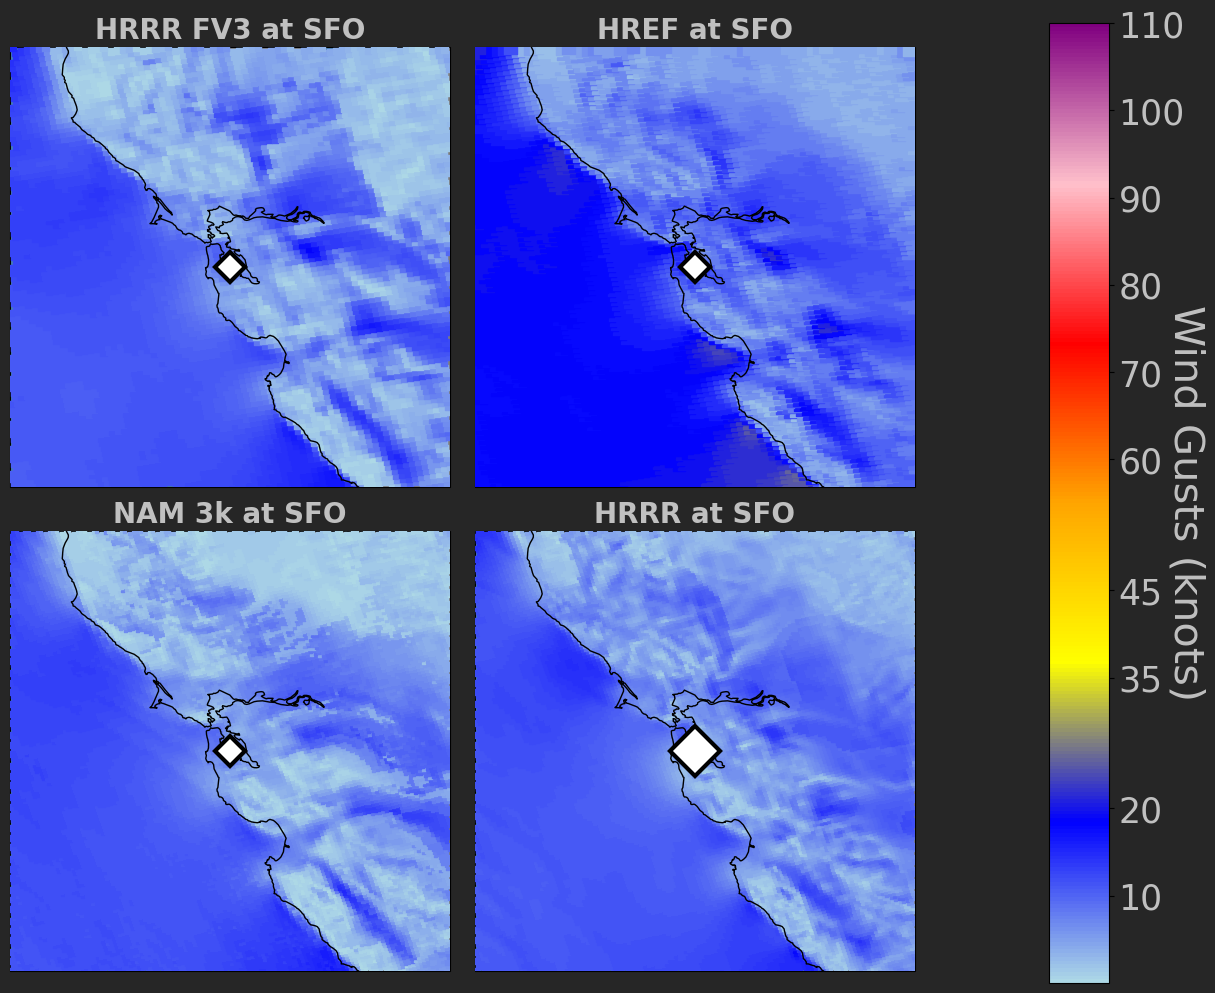 HRRR FV3 at SFO
HREF at SFO
NAM 3k at SFO
HRRR at SFO
110
100
90
80
70
60
45
35
20
10
Wind Gusts (knots)